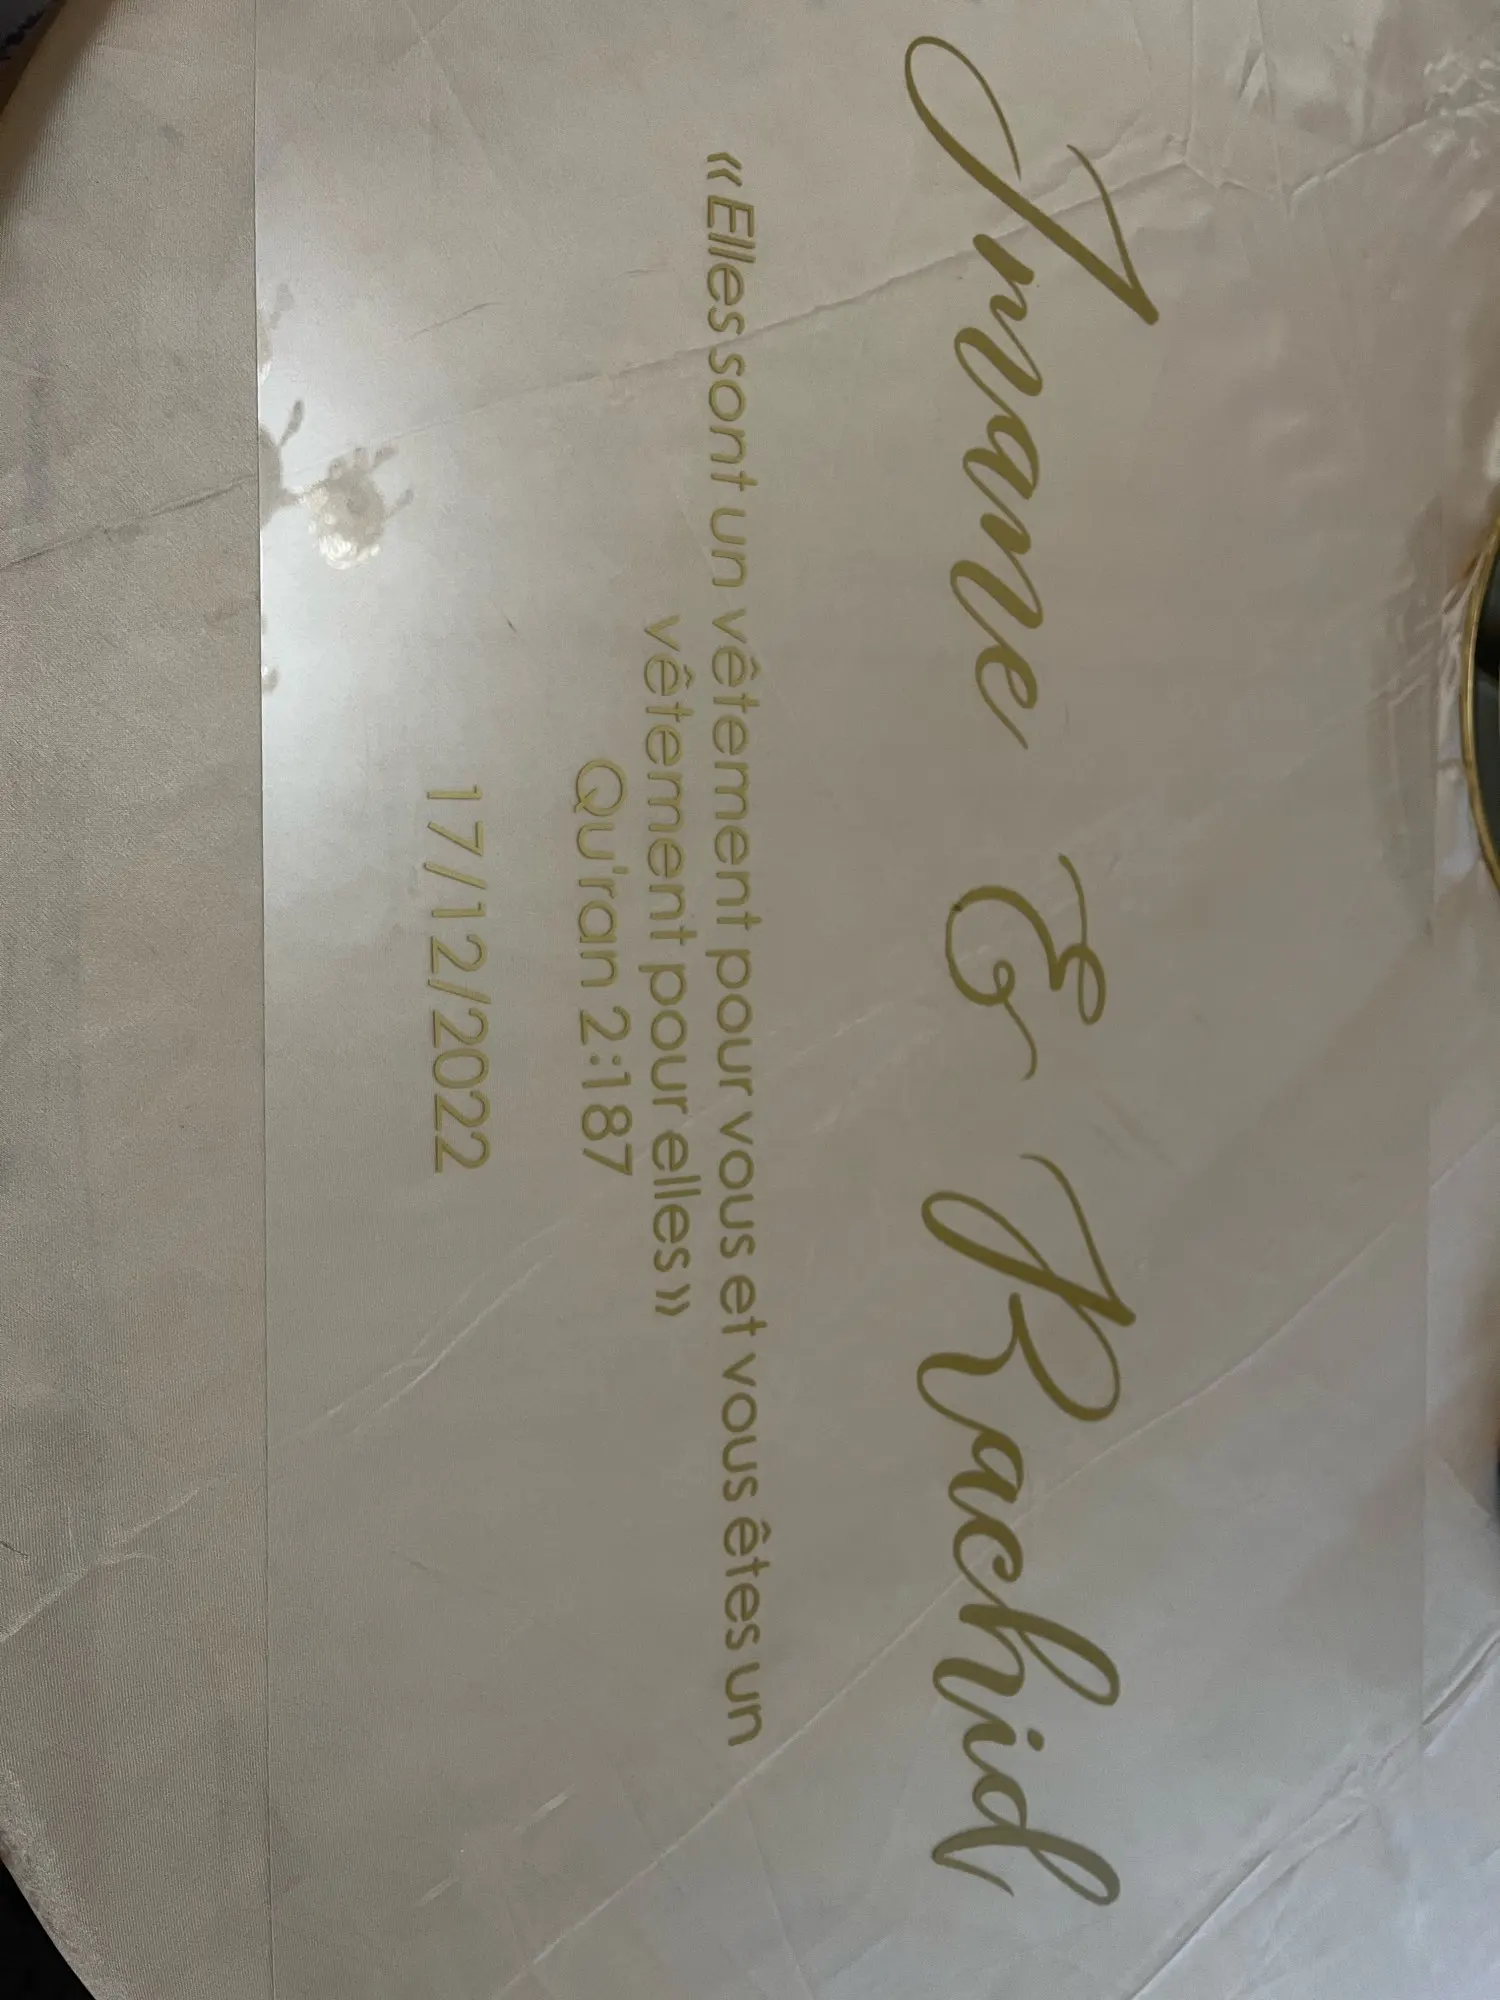 Imane & Rachid
«Elles sont un vêtement pour vous et vous êtes un
vêtement pour elles»
Qu'ran 2:187
17/12/2022